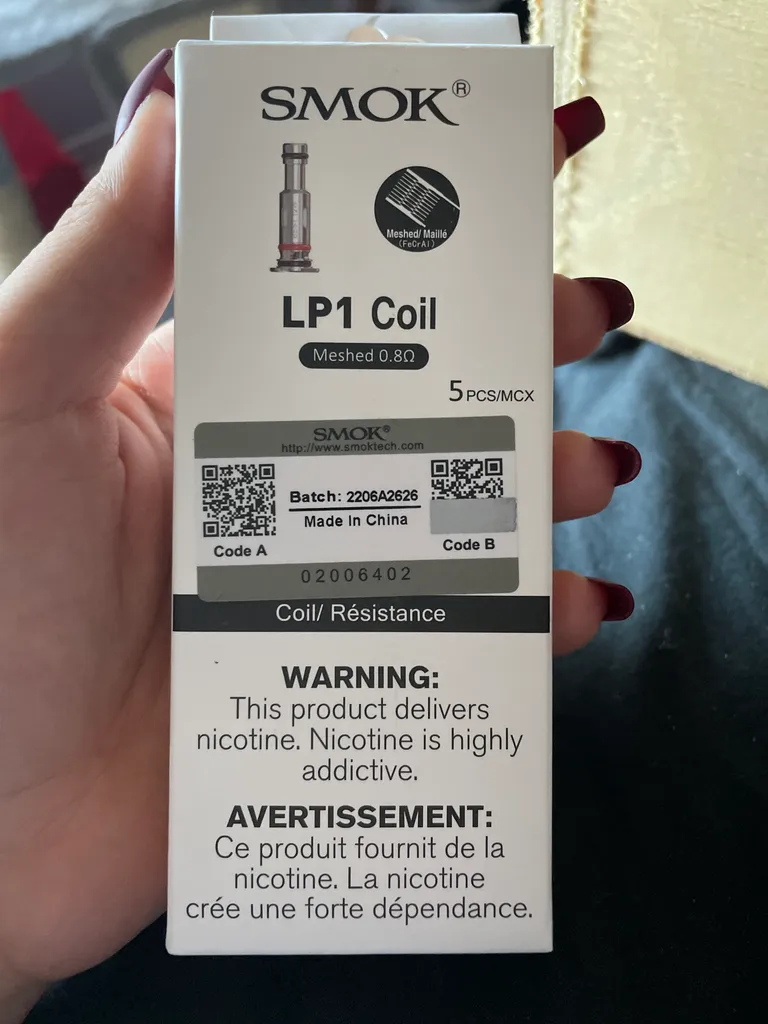 SMOK®
Meshed/ Maillé
(FeCrAl)
LP1 Coil
Meshed 0.8Ω
5 PCS/MCX
SMOK®
http://www.smoktech.com
Batch: 2206A2626
Made in China
Code A
Code B
02006402
Coil/ Résistance
WARNING:
This product delivers
nicotine. Nicotine is highly
addictive.
AVERTISSEMENT:
Ce produit fournit de la
nicotine. La nicotine
crée une forte dépendance.